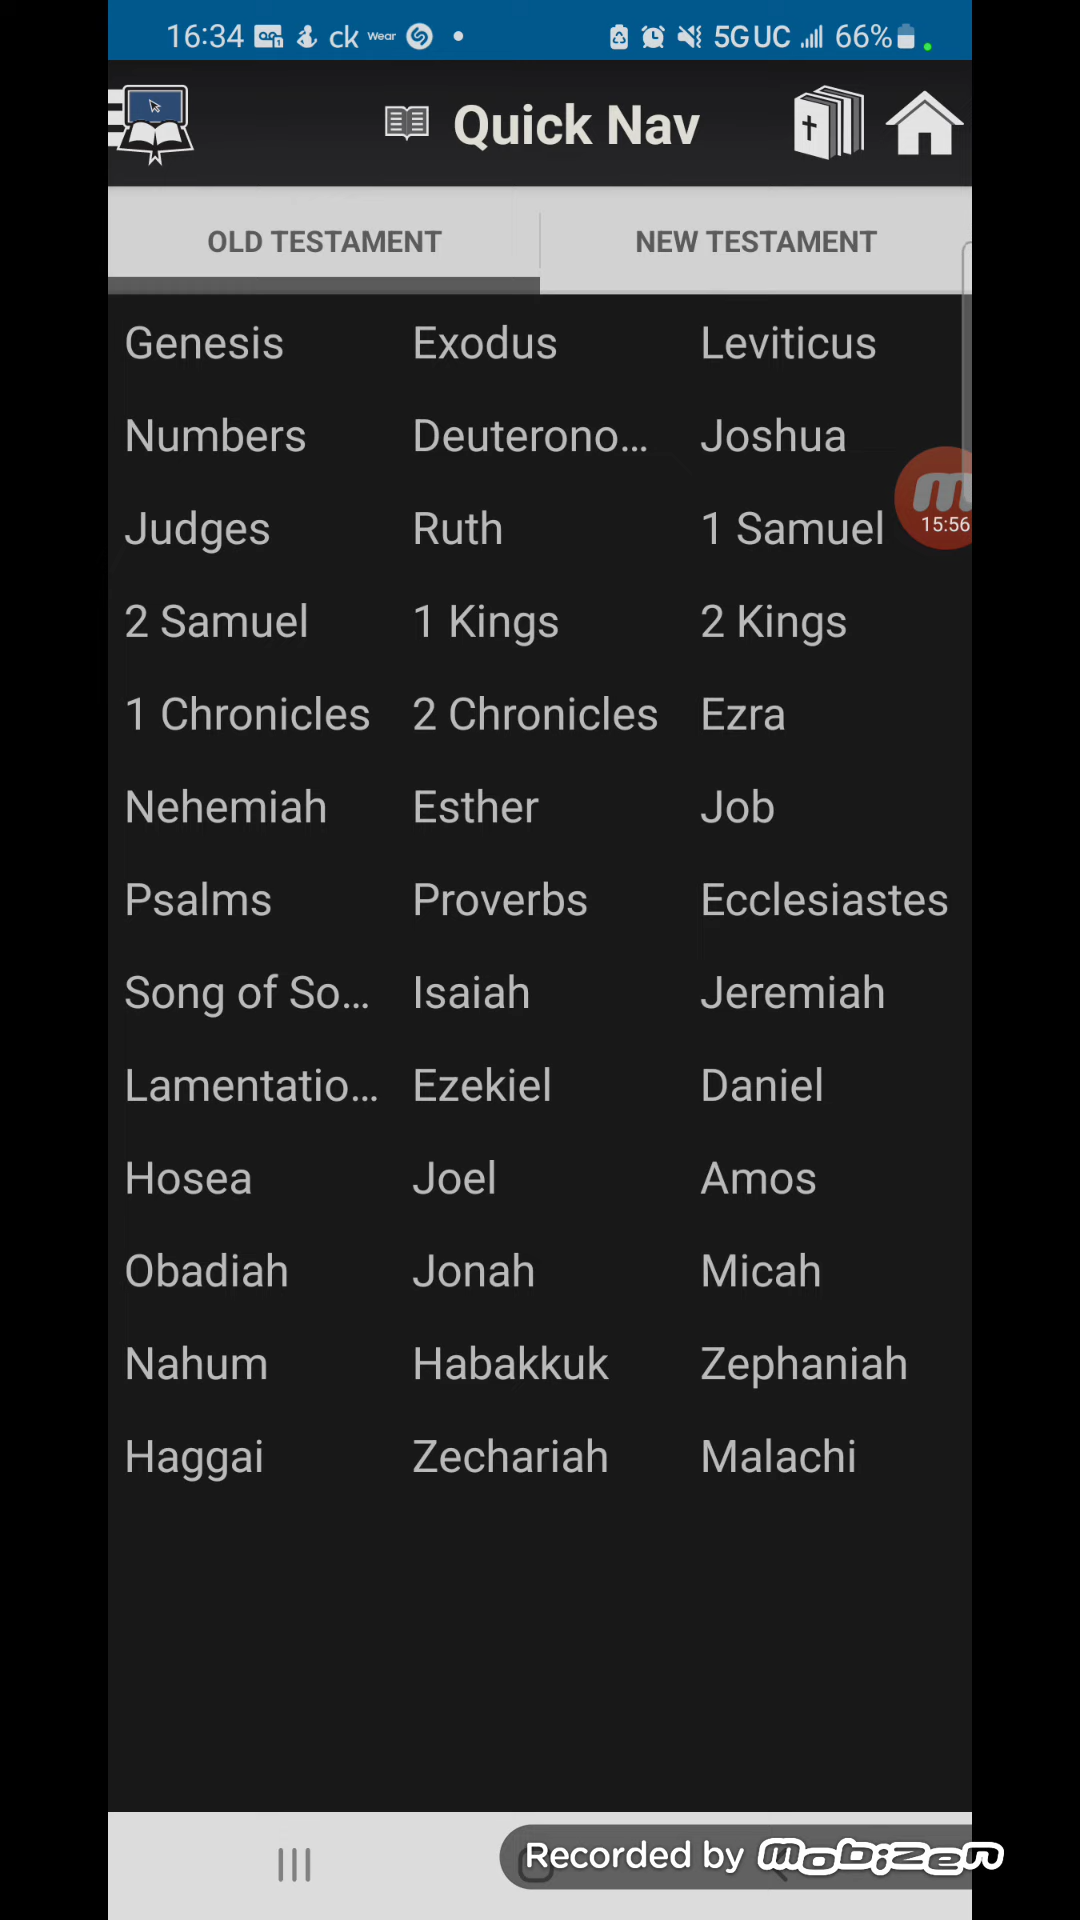 16:34 ck Wear 5G UC 66%
Quick Nav
OLD TESTAMENT NEW TESTAMENT
Genesis Exodus Leviticus
Numbers Deuterono... Joshua
Judges Ruth 1 Samuel
15:56
2 Samuel 1 Kings 2 Kings
1 Chronicles 2 Chronicles Ezra
Nehemiah Esther Job
Psalms Proverbs Ecclesiastes
Song of So... Isaiah Jeremiah
Lamentatio... Ezekiel Daniel
Hosea Joel Amos
Obadiah Jonah Micah
Nahum Habakkuk Zephaniah
Haggai Zechariah Malachi
Recorded by mobizen